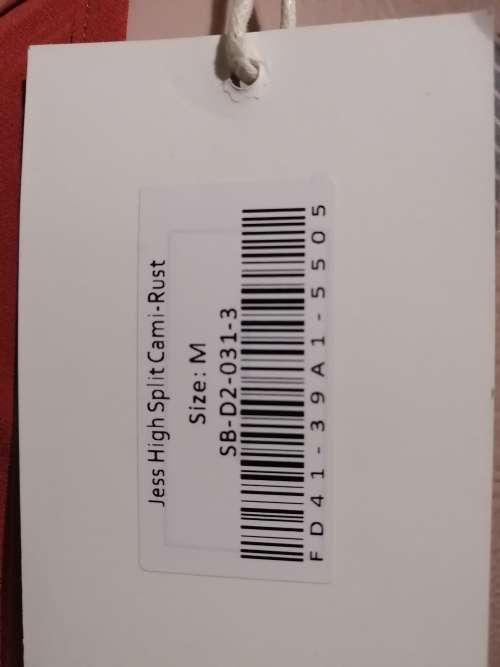 Jess High Split Cami-Rust
Size: M
SB-D2-031-3
FD41-39A1-5505